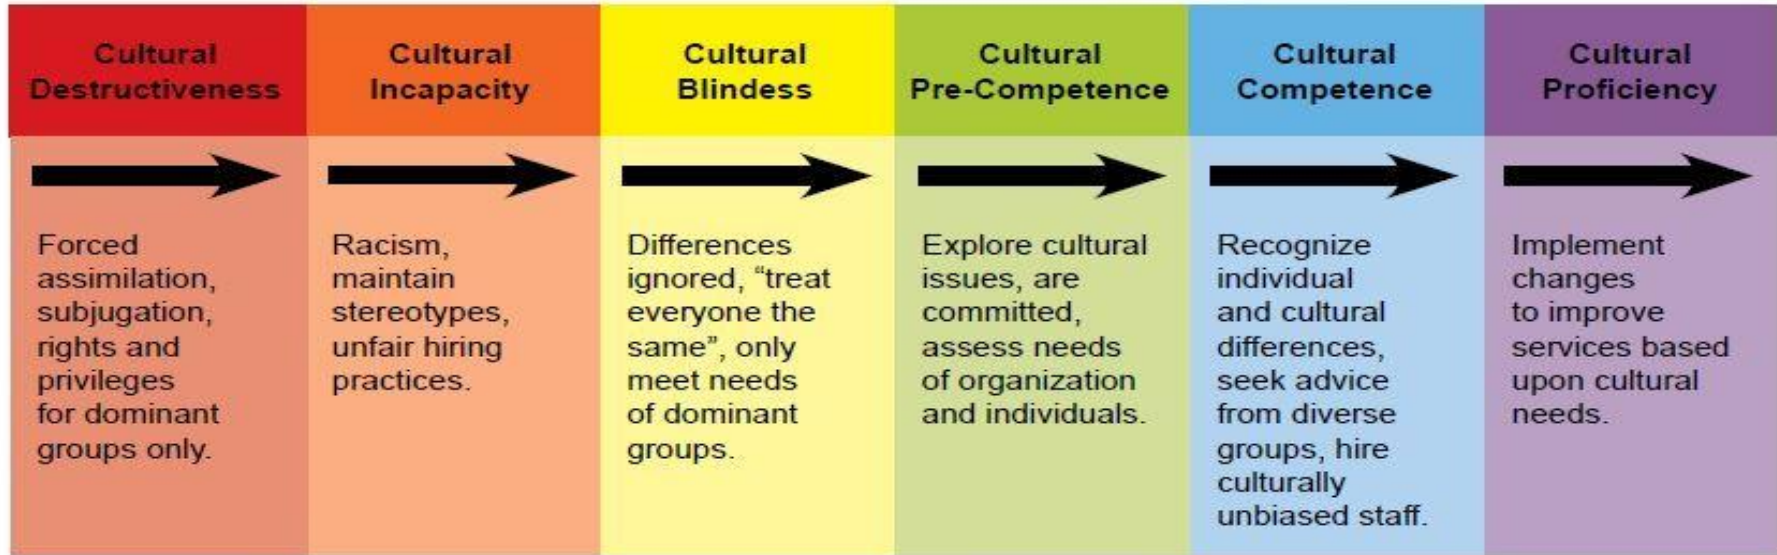 Cultural
Destructiveness
Forced
assimilation,
subjugation,
rights and
privileges
for dominant
groups only.
Cultural
Incapacity
Racism,
maintain
stereotypes,
unfair hiring
practices.
Cultural
Blindess
Differences
ignored, “treat
everyone the
same”, only
meet needs
of dominant
groups.
Cultural
Pre-Competence
Explore cultural
issues, are
committed,
assess needs
of organization
and individuals.
Cultural
Competence
Recognize
individual
and cultural
differences,
seek advice
from diverse
groups, hire
culturally
unbiased staff.
Cultural
Proficiency
Implement
changes
to improve
services based
upon cultural
needs.